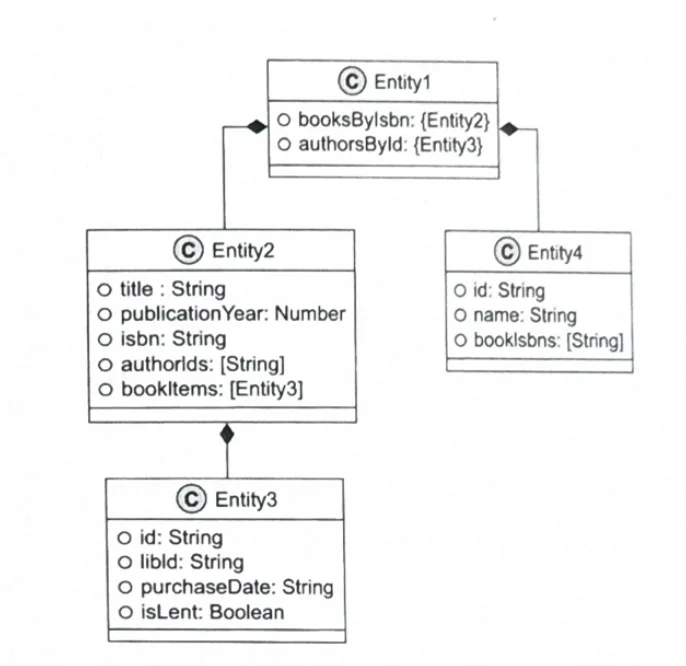 C Entity1
booksByIsbn: {Entity2}
authorsById: {Entity3}
C Entity2
title : String
publicationYear: Number
isbn: String
authorIds: [String]
bookItems: [Entity3]
C Entity4
id: String
name: String
bookIsbns: [String]
C Entity3
id: String
libId: String
purchaseDate: String
isLent: Boolean